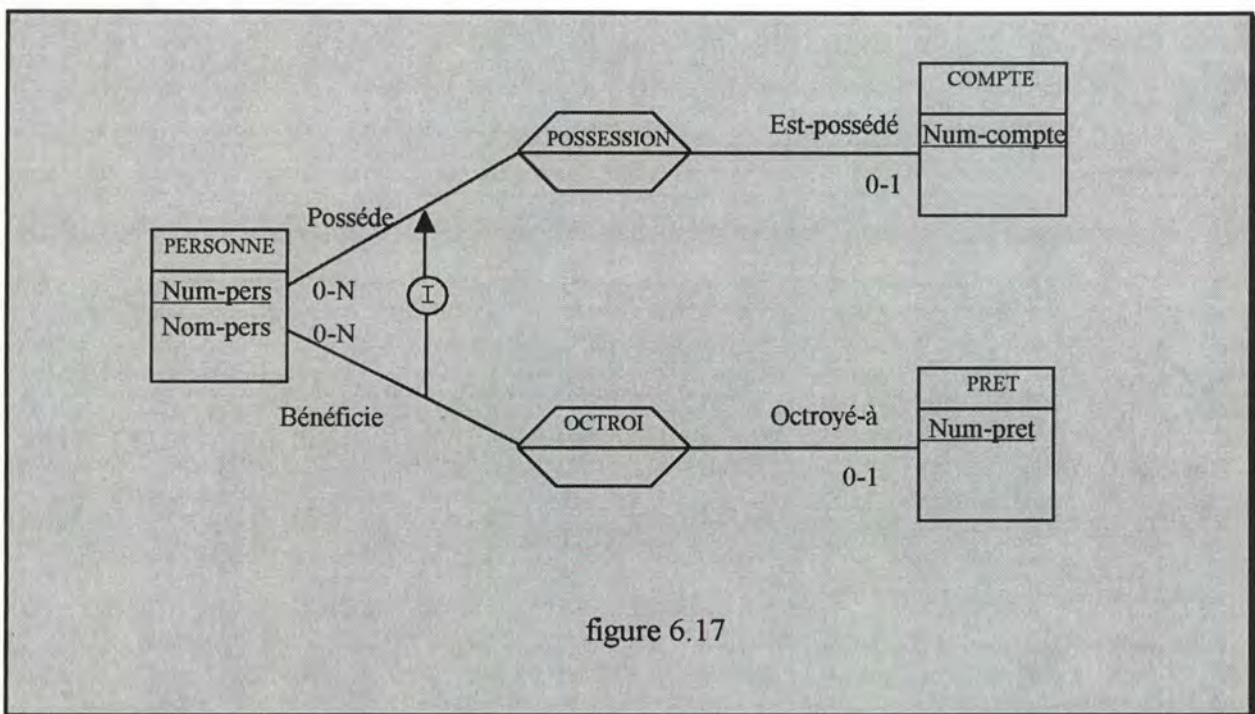 COMPTE
Num-compte
POSSESSION
Est-possédé
0-1
Posséde
PERSONNE
Num-pers
Nom-pers
0-N
0-N
I
Bénéficie
OCTROI
Octroyé-à
0-1
PRET
Num-pret
figure 6.17